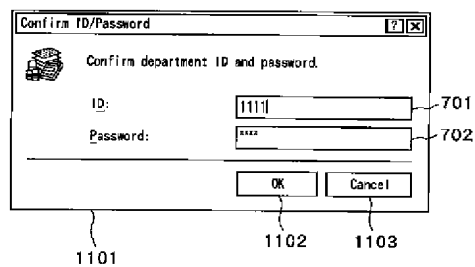 Confirm ID/Password
? X
Confirm department ID and password.
ID: 1111 701
Password: **** 702
OK Cancel
1101 1102 1103